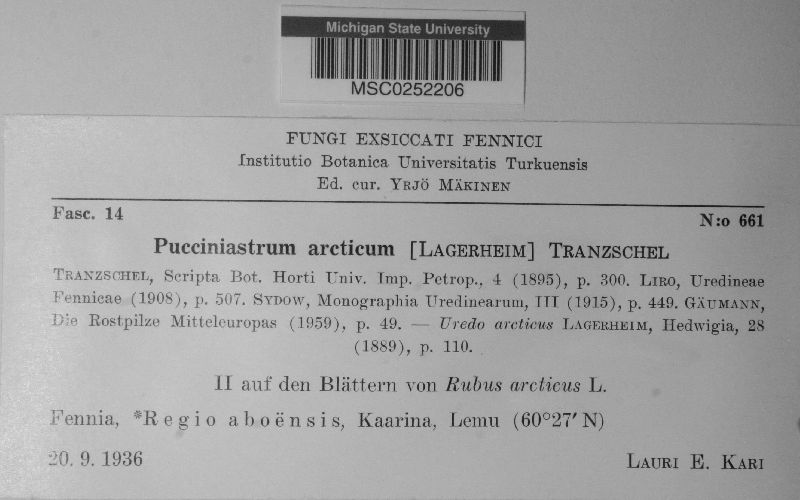 Michigan State University
MSC0252206
FUNGI EXSICCATI FENNICI
Institutio Botanica Universitatis Turkuensis
Ed. cur. YRJÖ MÄKINEN
Fasc. 14
N:o 661
Pucciniastrum arcticum [LAGERHEIM] TRANZSCHEL
TRANZSCHEL, Scripta Bot. Horti Univ. Imp. Petrop., 4 (1895), p. 300. LIRO, Uredineae
Fennicae (1908), p. 507. SYDOW, Monographia Uredinearum, III (1915), p. 449. GÄUMANN,
Die Rostpilze Mitteleuropas (1959), p. 49. — Uredo arcticus LAGERHEIM, Hedwigia, 28
(1889), p. 110.
II auf den Blättern von Rubus arcticus L.
Fennia, *Regio aboënsis, Kaarina, Lemu (60°27′ N)
20. 9. 1936
LAURI E. KARI